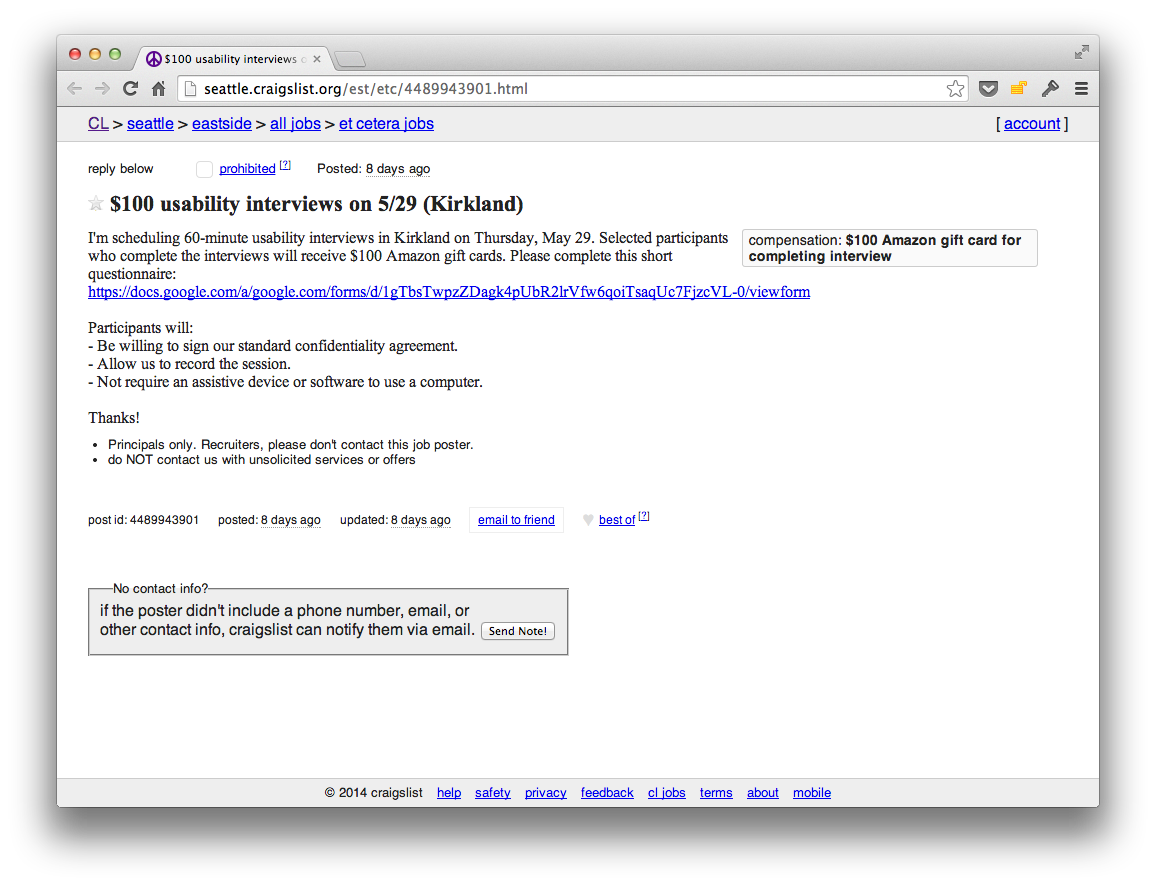 $100 usability interviews o
seattle.craigslist.org/est/etc/4489943901.html
CL > seattle > eastside > all jobs > et cetera jobs
[ account ]
reply below prohibited [?] Posted: 8 days ago
$100 usability interviews on 5/29 (Kirkland)
I'm scheduling 60-minute usability interviews in Kirkland on Thursday, May 29. Selected participants
who complete the interviews will receive $100 Amazon gift cards. Please complete this short
questionnaire:
https://docs.google.com/a/google.com/forms/d/1gTbsTwpzZDagk4pUbR2lrVfw6qoiTsaqUc7FjzcVL-0/viewform
compensation: $100 Amazon gift card for
completing interview
Participants will:
- Be willing to sign our standard confidentiality agreement.
- Allow us to record the session.
- Not require an assistive device or software to use a computer.
Thanks!
• Principals only. Recruiters, please don't contact this job poster.
• do NOT contact us with unsolicited services or offers
post id: 4489943901 posted: 8 days ago updated: 8 days ago email to friend best of [?]
No contact info?
if the poster didn't include a phone number, email, or
other contact info, craigslist can notify them via email. Send Note!
© 2014 craigslist help safety privacy feedback cl jobs terms about mobile